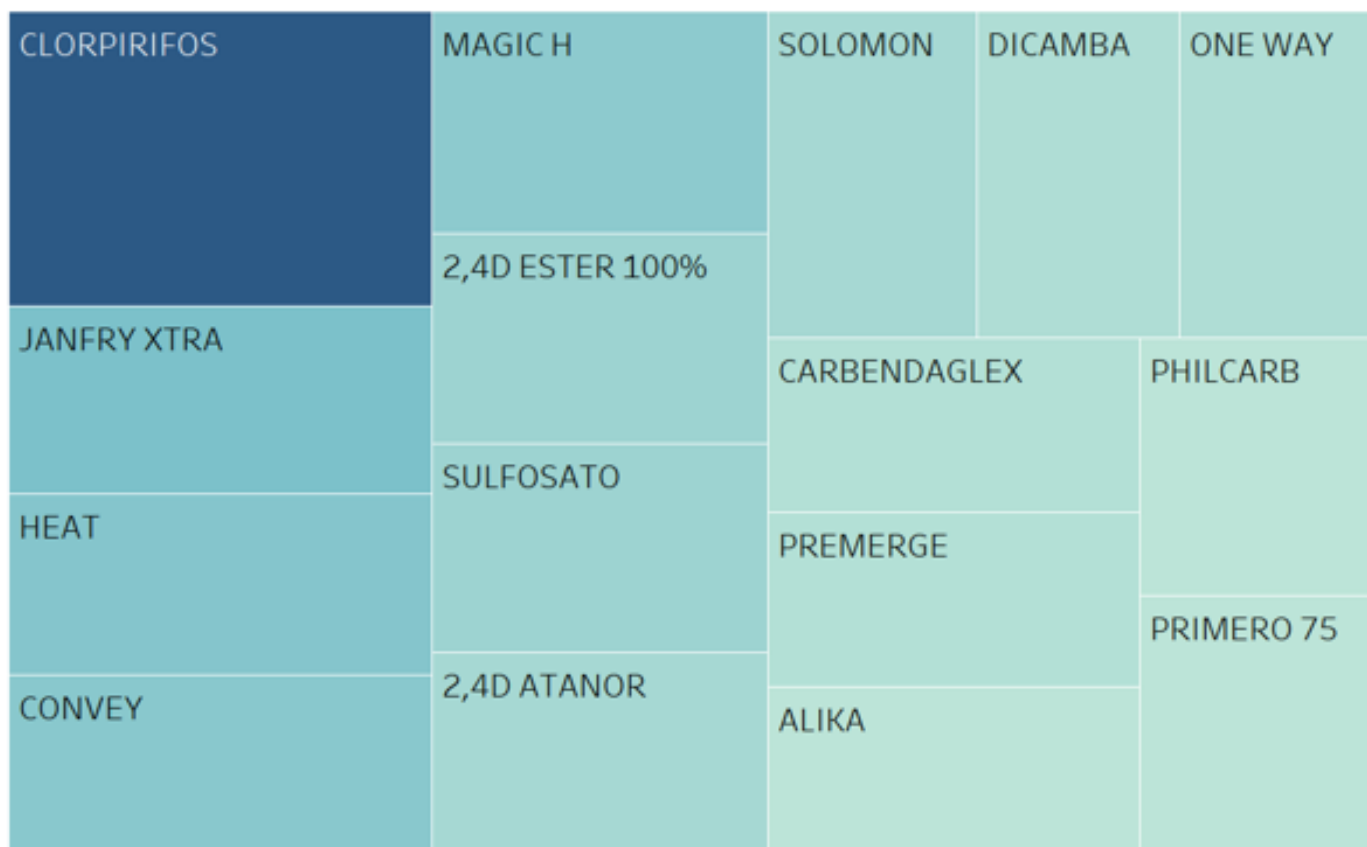 CLORPIRIFOS
JANFRY XTRA
HEAT
CONVEY
MAGIC H
2,4D ESTER 100%
SULFOSATO
2,4D ATANOR
SOLOMON
DICAMBA
ONE WAY
CARBENDAGLEX
PREMERGE
ALIKA
PHILCARB
PRIMERO 75